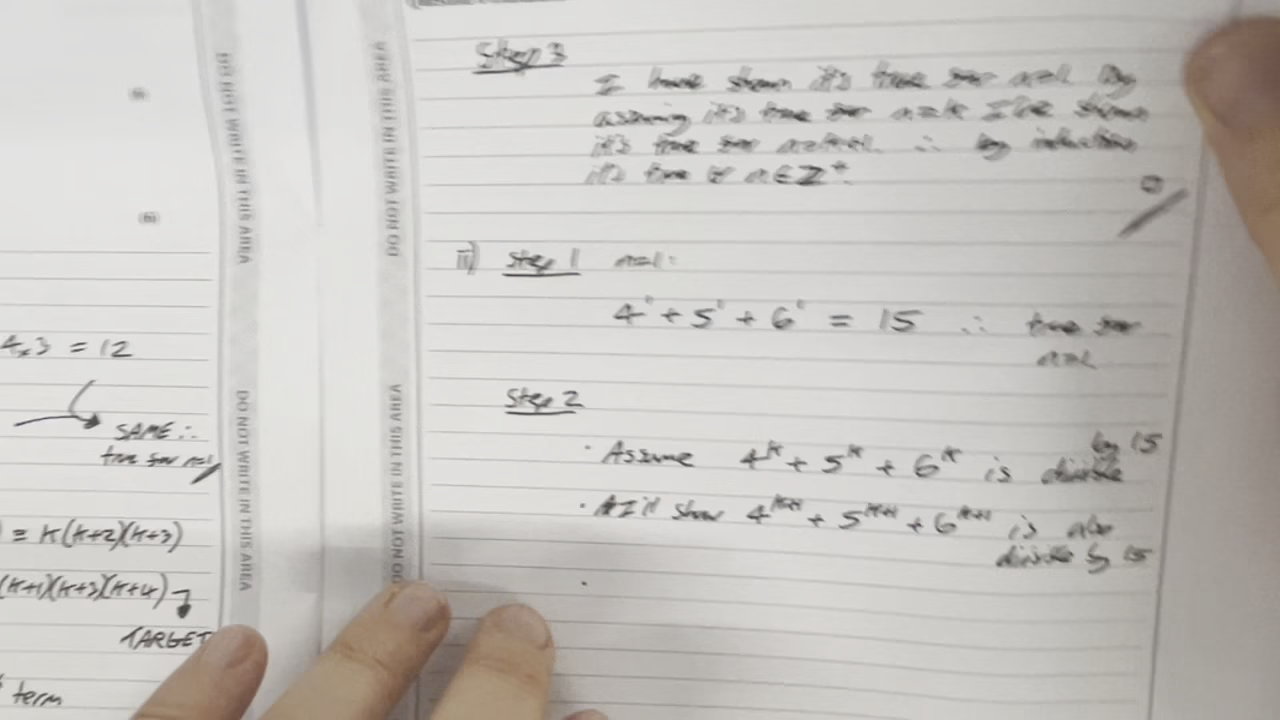 4×3 = 12
SAME ∴
true for n=1
≡ k(k+2)(k+3)
(k+1)(k+3)(k+4)
TARGET
term
DO NOT WRITE IN THIS AREA
DO NOT WRITE IN THIS AREA
DO NOT WRITE IN THIS AREA
DO NOT WRITE IN THIS AREA
Step 3
I have shown it's true for n=1 By
assuming it's true for n=k I've shown
it's true for n=k+1 ∴ by induction
it's true ∀ n∈Z⁺.
ii) Step 1 n=1:
4¹ + 5¹ + 6¹ = 15 ∴ true for
n=1
Step 2
· Assume 4ᵏ + 5ᵏ + 6ᵏ is divisible by 15
· I'll show 4ᵏ⁺¹ + 5ᵏ⁺¹ + 6ᵏ⁺¹ is also
divisible by 15